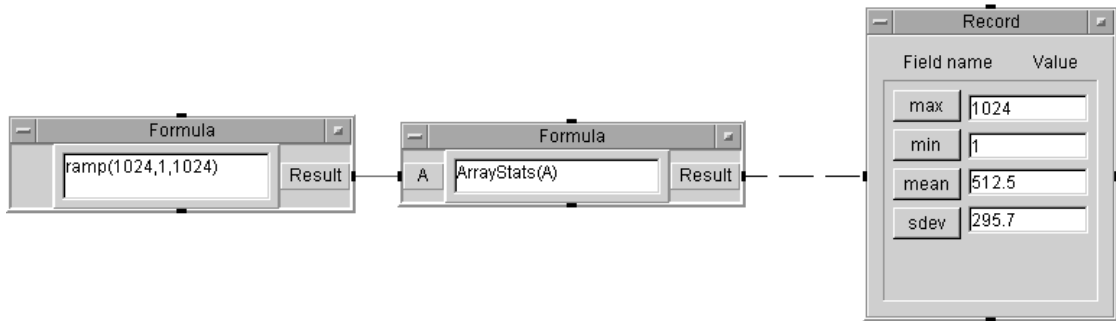 Formula
ramp(1024,1,1024)
Result
Formula
A
ArrayStats(A)
Result
Record
Field name Value
max 1024
min 1
mean 512.5
sdev 295.7